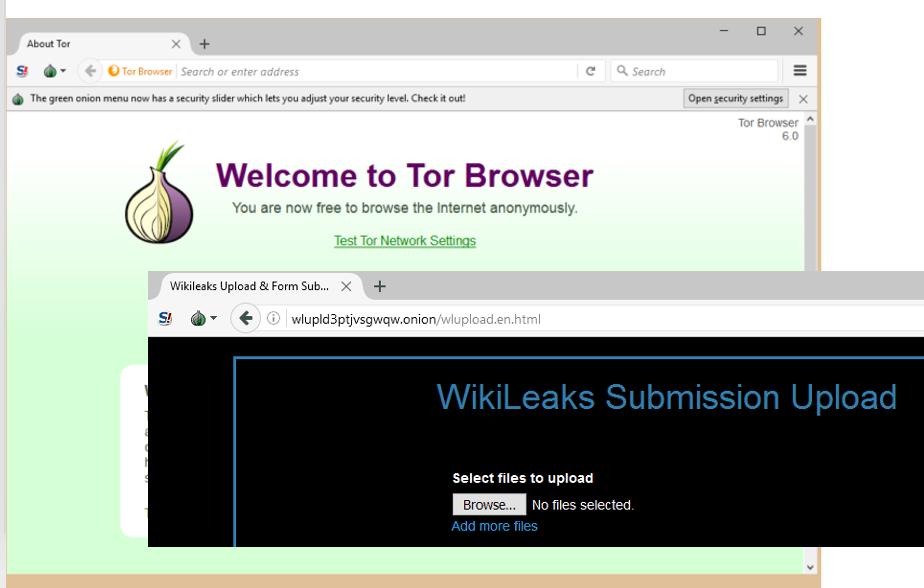 About Tor
S!
Tor Browser Search or enter address
Search
The green onion menu now has a security slider which lets you adjust your security level. Check it out!
Open security settings
Tor Browser
6.0
Welcome to Tor Browser
You are now free to browse the Internet anonymously.
Test Tor Network Settings
Wikileaks Upload & Form Sub...
S!
wlupld3ptjvsgwqw.onion/wlupload.en.html
WikiLeaks Submission Upload
Select files to upload
Browse... No files selected.
Add more files